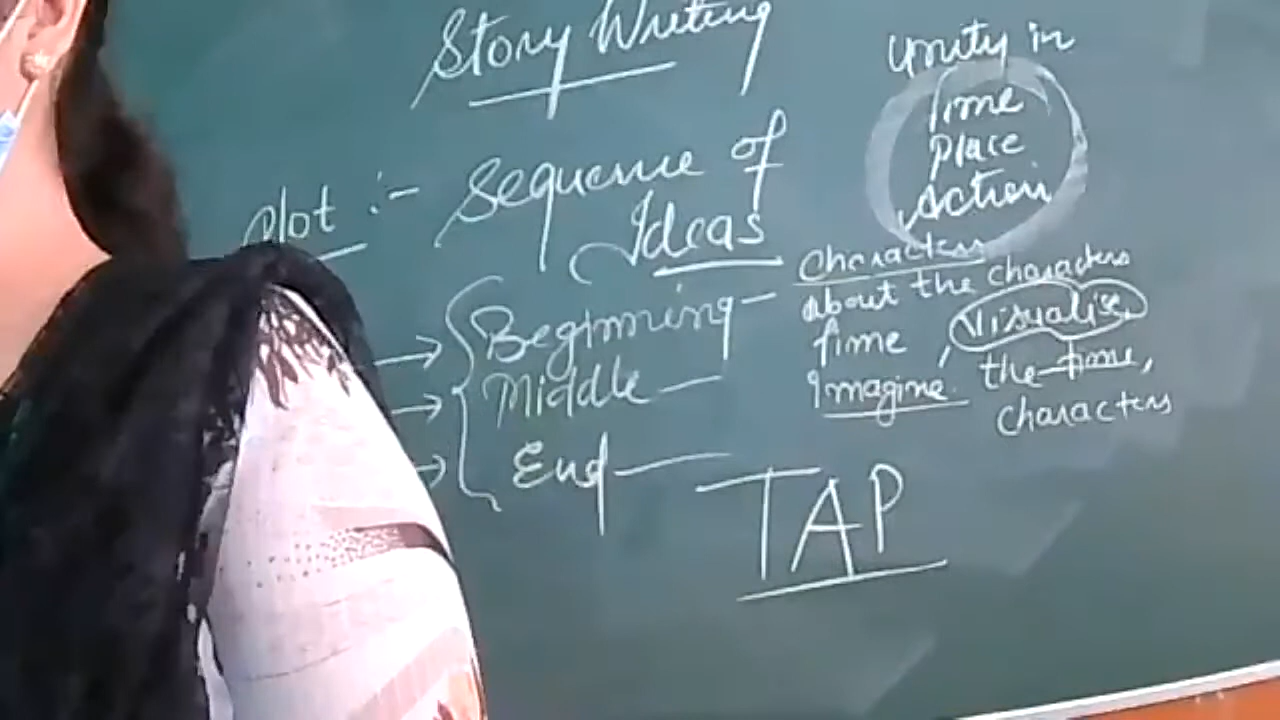 Story Writing
Unity in
Time
Place
Action
Plot :- Sequence of
Ideas
Beginning - Characters
about the characters
time
Imagine, Visualise
the time,
characters
Middle -
End -
TAP